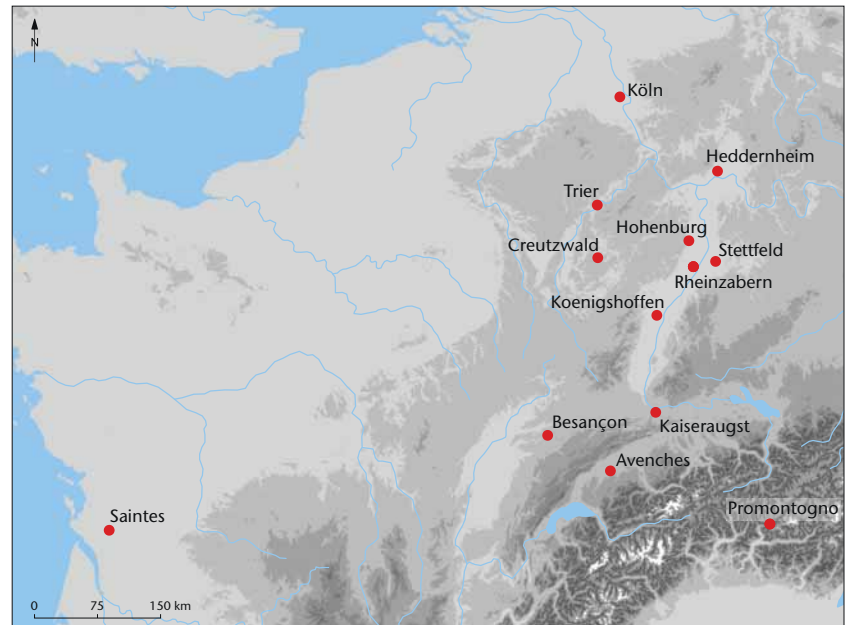 N
Köln
Heddernheim
Trier
Hohenburg
Creutzwald
Stettfeld
Rheinzabern
Koenigshoffen
Besançon
Kaiseraugst
Avenches
Promontogno
Saintes
0 75 150 km